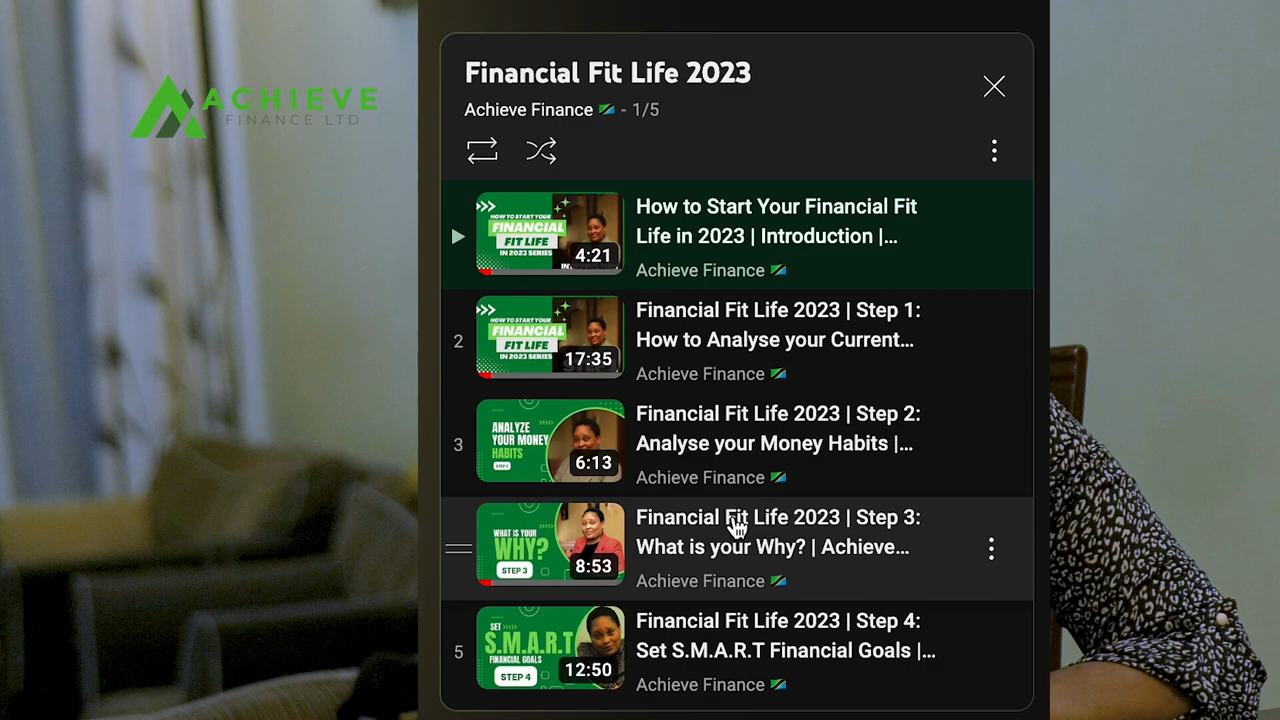 ACHIEVE
FINANCE LTD
Financial Fit Life 2023
Achieve Finance 🇹🇿 - 1/5
HOW TO START YOUR
FINANCIAL
FIT LIFE
IN 2023 SERIES
4:21
How to Start Your Financial Fit
Life in 2023 | Introduction |...
Achieve Finance 🇹🇿
2
HOW TO START YOUR
FINANCIAL
FIT LIFE
IN 2023 SERIES
17:35
Financial Fit Life 2023 | Step 1:
How to Analyse your Current...
Achieve Finance 🇹🇿
3
ANALYZE
YOUR MONEY
HABITS
6:13
Financial Fit Life 2023 | Step 2:
Analyse your Money Habits |...
Achieve Finance 🇹🇿
WHAT IS YOUR
WHY?
STEP 3
8:53
Financial Fit Life 2023 | Step 3:
What is your Why? | Achieve...
Achieve Finance 🇹🇿
5
SET
S.M.A.R.T
FINANCIAL GOALS
STEP 4
12:50
Financial Fit Life 2023 | Step 4:
Set S.M.A.R.T Financial Goals |...
Achieve Finance 🇹🇿